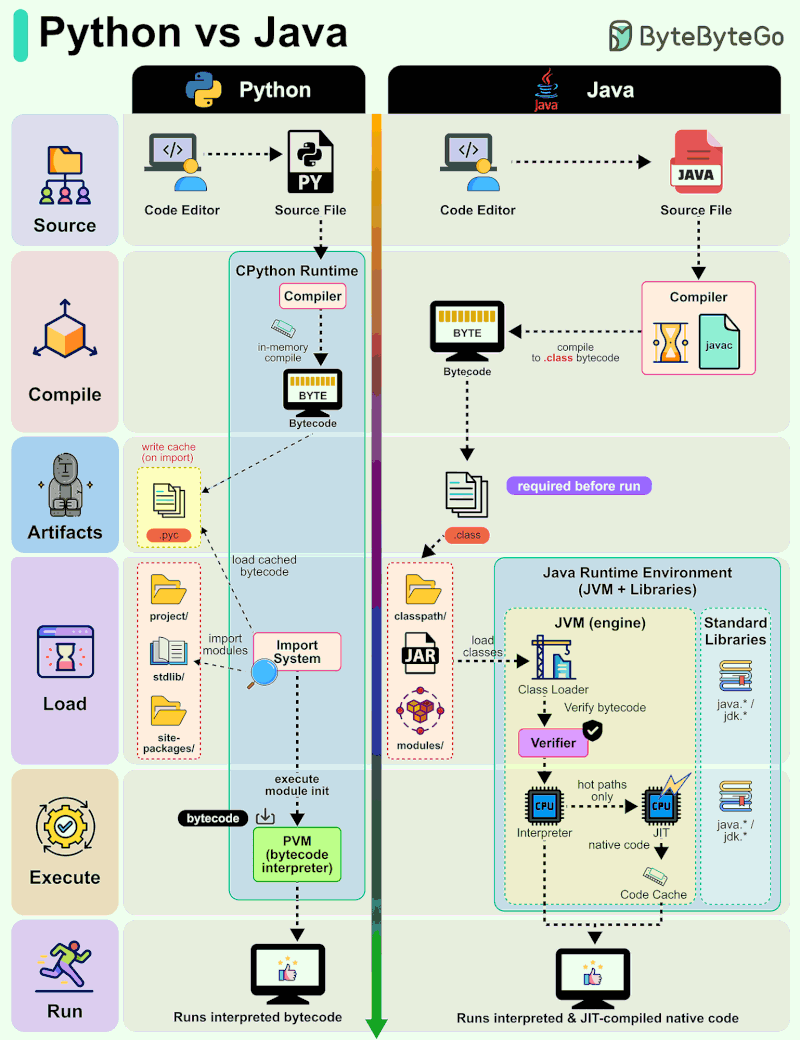 Python vs Java
ByteByteGo
Python
Java
Java
Source
</>
Code Editor
PY
Source File
</>
Code Editor
JAVA
Source File
Compile
CPython Runtime
Compiler
in-memory
compile
BYTE
Bytecode
BYTE
Bytecode
compile
to .class bytecode
Compiler
javac
Artifacts
write cache
(on import)
.pyc
load cached
bytecode
.class
required before run
Load
project/
stdlib/
site-
packages/
import
modules
Import
System
execute
module init
classpath/
JAR
modules/
load
classes
Java Runtime Environment
(JVM + Libraries)
JVM (engine)
Class Loader
Verify bytecode
Verifier
Standard
Libraries
java.* /
jdk.*
Execute
bytecode
PVM
(bytecode
interpreter)
CPU
Interpreter
hot paths
only
CPU
JIT
native code
Code Cache
java.* /
jdk.*
Run
Runs interpreted bytecode
Runs interpreted & JIT-compiled native code